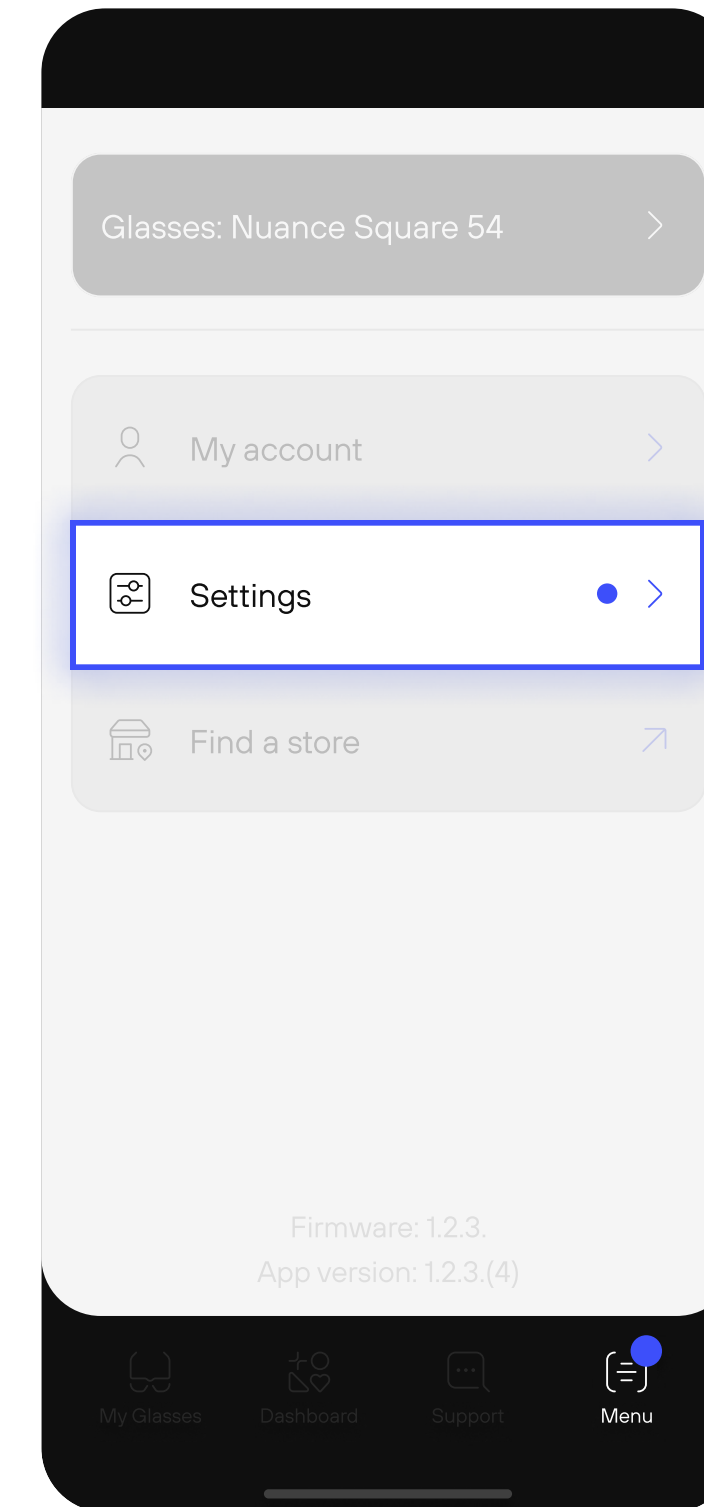 Glasses: Nuance Square 54
My account
Settings
Find a store
Firmware: 1.2.3.
App version: 1.2.3.(4)
My Glasses
Dashboard
Support
Menu